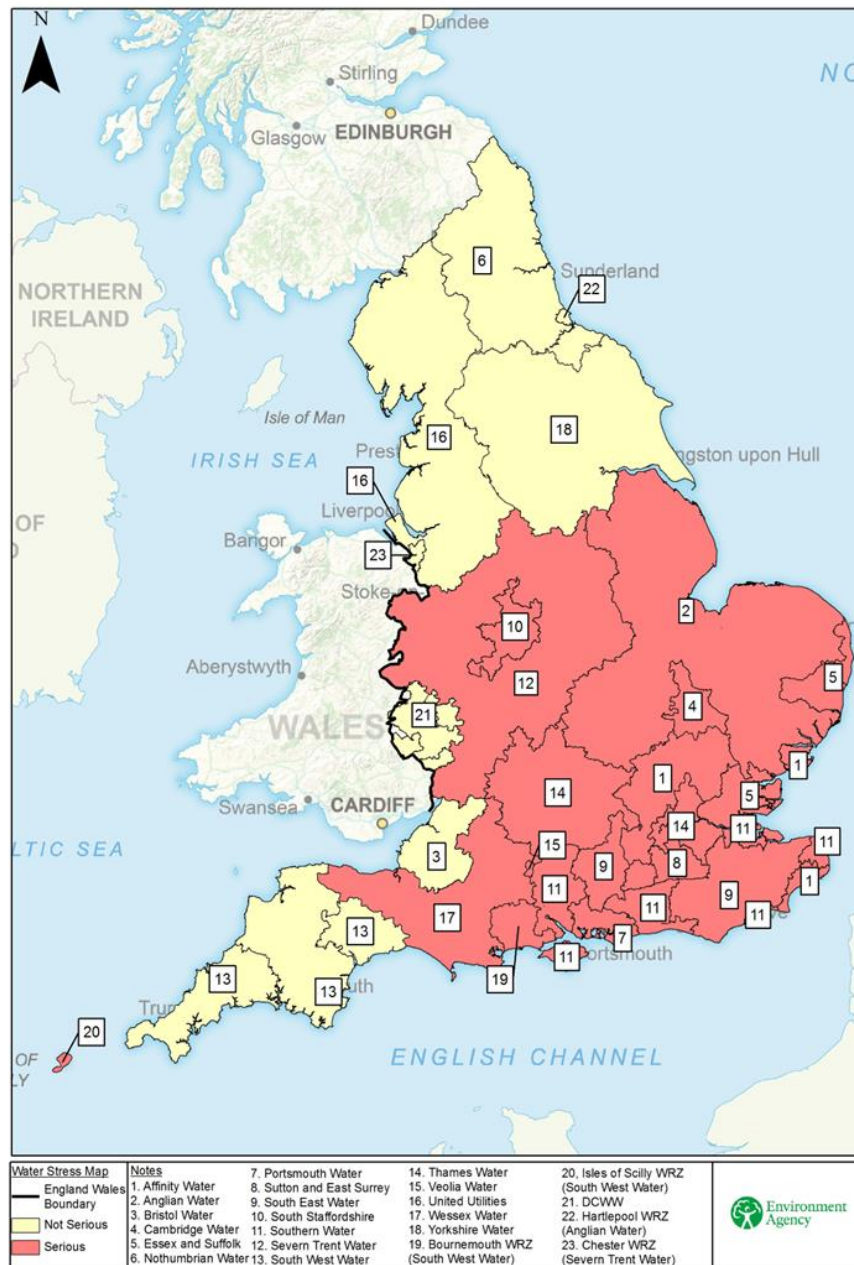 N
Dundee
Stirling
NO
EDINBURGH
Glasgow
6
Sunderland
22
NORTHERN
IRELAND
Isle of Man
16
18
Prest
IRISH SEA
ngston upon Hull
16
Liverpoo
OF
D
Bangor
23
Stoke-on
10
2
12
Aberystwyth
5
4
21
WALES
1
1
14
5
Swansea
CARDIFF
14
11
LTIC SEA
15
11
3
9
8
1
11
9
17
11
11
13
7
ortsmouth
11
13
13
uth
19
Tru
20
OF
LY
ENGLISH CHANNEL
Water Stress Map
England Wales
Boundary
Not Serious
Serious
Notes
1. Affinity Water
2. Anglian Water
3. Bristol Water
4. Cambridge Water
5. Essex and Suffolk
6. Nothumbrian Water
7. Portsmouth Water
8. Sutton and East Surrey
9. South East Water
10. South Staffordshire
11. Southern Water
12. Severn Trent Water
13. South West Water
14. Thames Water
15. Veolia Water
16. United Utilities
17. Wessex Water
18. Yorkshire Water
19. Bournemouth WRZ
(South West Water)
20, Isles of Scilly WRZ
(South West Water)
21. DCWW
22. Hartlepool WRZ
(Anglian Water)
23. Chester WRZ
(Severn Trent Water)
Environment
Agency